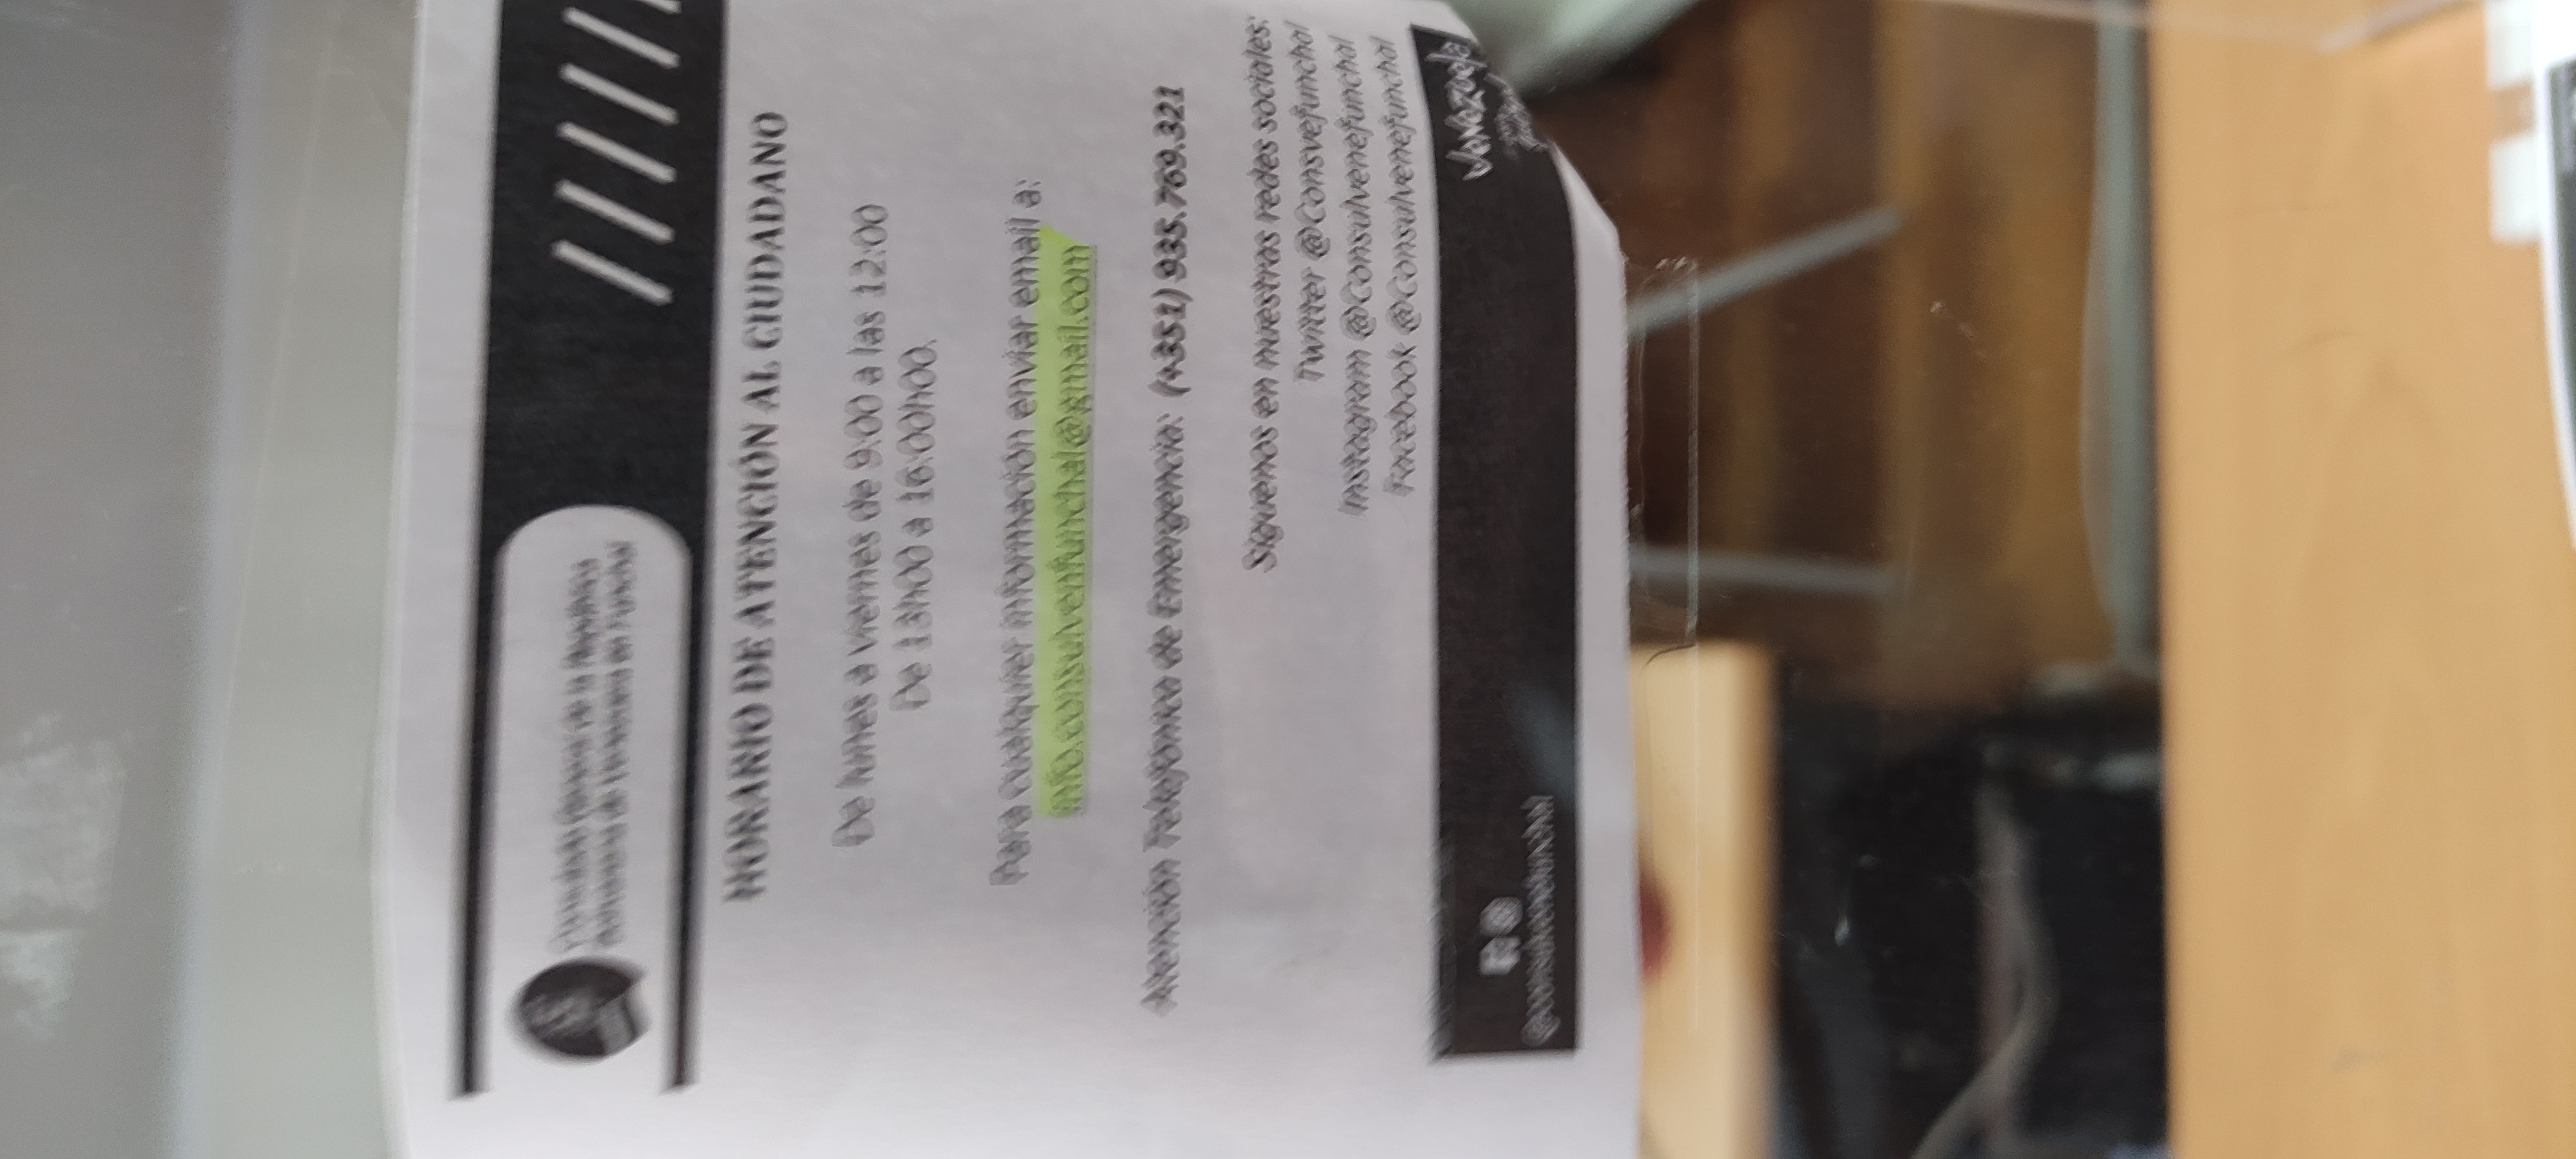 Consulado General de la República
Bolivariana de Venezuela en Funchal
HORARIO DE ATENCIÓN AL CIUDADANO
De lunes a viernes de 9:00 a las 12:00
De 13h00 a 16:00h00.
Para cualquier información enviar email a:
info.consulvenfunchal@gmail.com
Atención Telefónica de Emergencia: (+351) 935.769.321
Síguenos en nuestras redes sociales:
Twitter @Consvefunchal
Instagram @Consulvenefunchal
Facebook @Consulvenefunchal
Venezuela
@consulvenefunchal